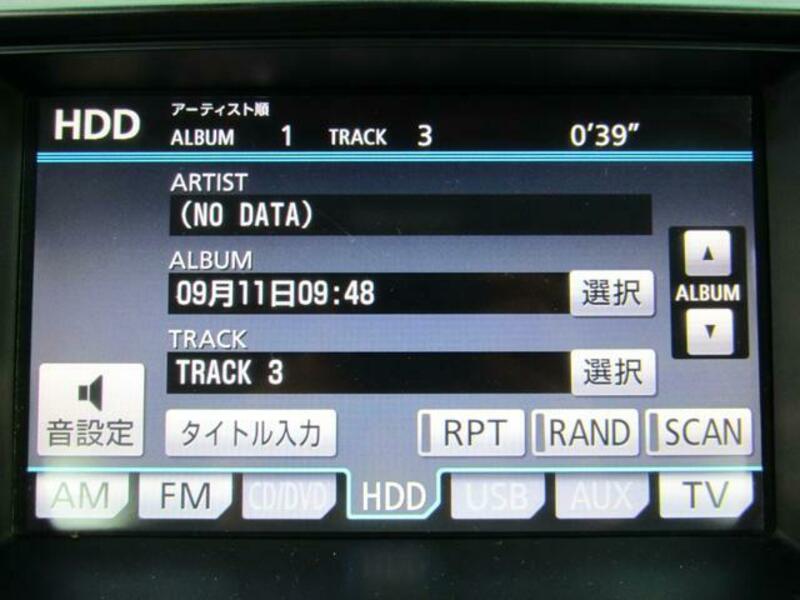 HDD アーティスト順
ALBUM 1 TRACK 3 0'39"
ARTIST
(NO DATA)
ALBUM
09月11日09:48 選択
▲
ALBUM
▼
TRACK
TRACK 3 選択
音設定 タイトル入力 RPT RAND SCAN
AM FM CD/DVD HDD USB AUX TV